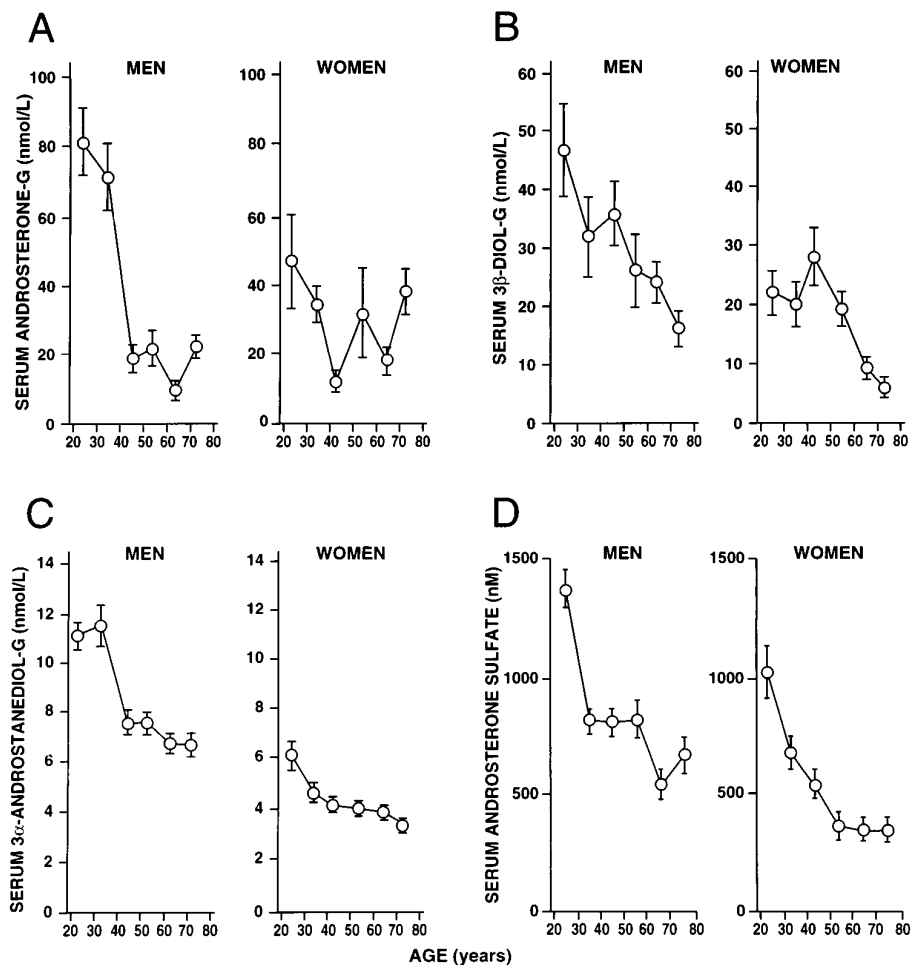 A
MEN
WOMEN
SERUM ANDROSTERONE-G (nmol/L)
100
80
60
40
20
0
20 30 40 50 60 70 80
100
80
60
40
20
0
20 30 40 50 60 70 80
B
MEN
WOMEN
SERUM 3β-DIOL-G (nmol/L)
60
50
40
30
20
10
0
20 30 40 50 60 70 80
60
50
40
30
20
10
0
20 30 40 50 60 70 80
C
MEN
WOMEN
SERUM 3α-ANDROSTANEDIOL-G (nmol/L)
14
12
10
8
6
4
2
0
20 30 40 50 60 70 80
14
12
10
8
6
4
2
0
20 30 40 50 60 70 80
D
MEN
WOMEN
SERUM ANDROSTERONE SULFATE (nM)
1500
1000
500
0
20 30 40 50 60 70 80
1500
1000
500
0
20 30 40 50 60 70 80
AGE (years)